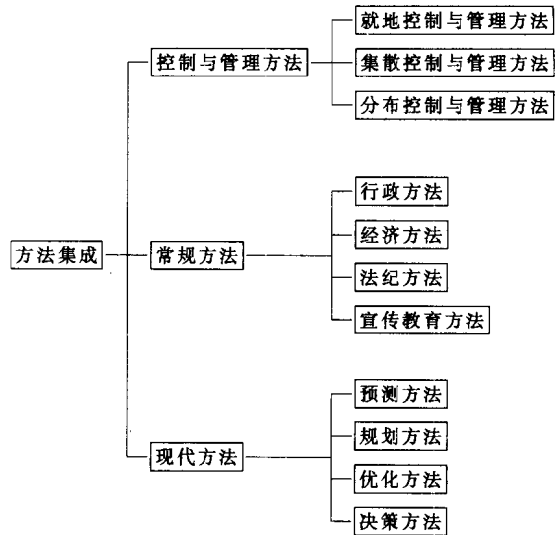 方法集成
控制与管理方法
就地控制与管理方法
集散控制与管理方法
分布控制与管理方法
常规方法
行政方法
经济方法
法纪方法
宣传教育方法
现代方法
预测方法
规划方法
优化方法
决策方法